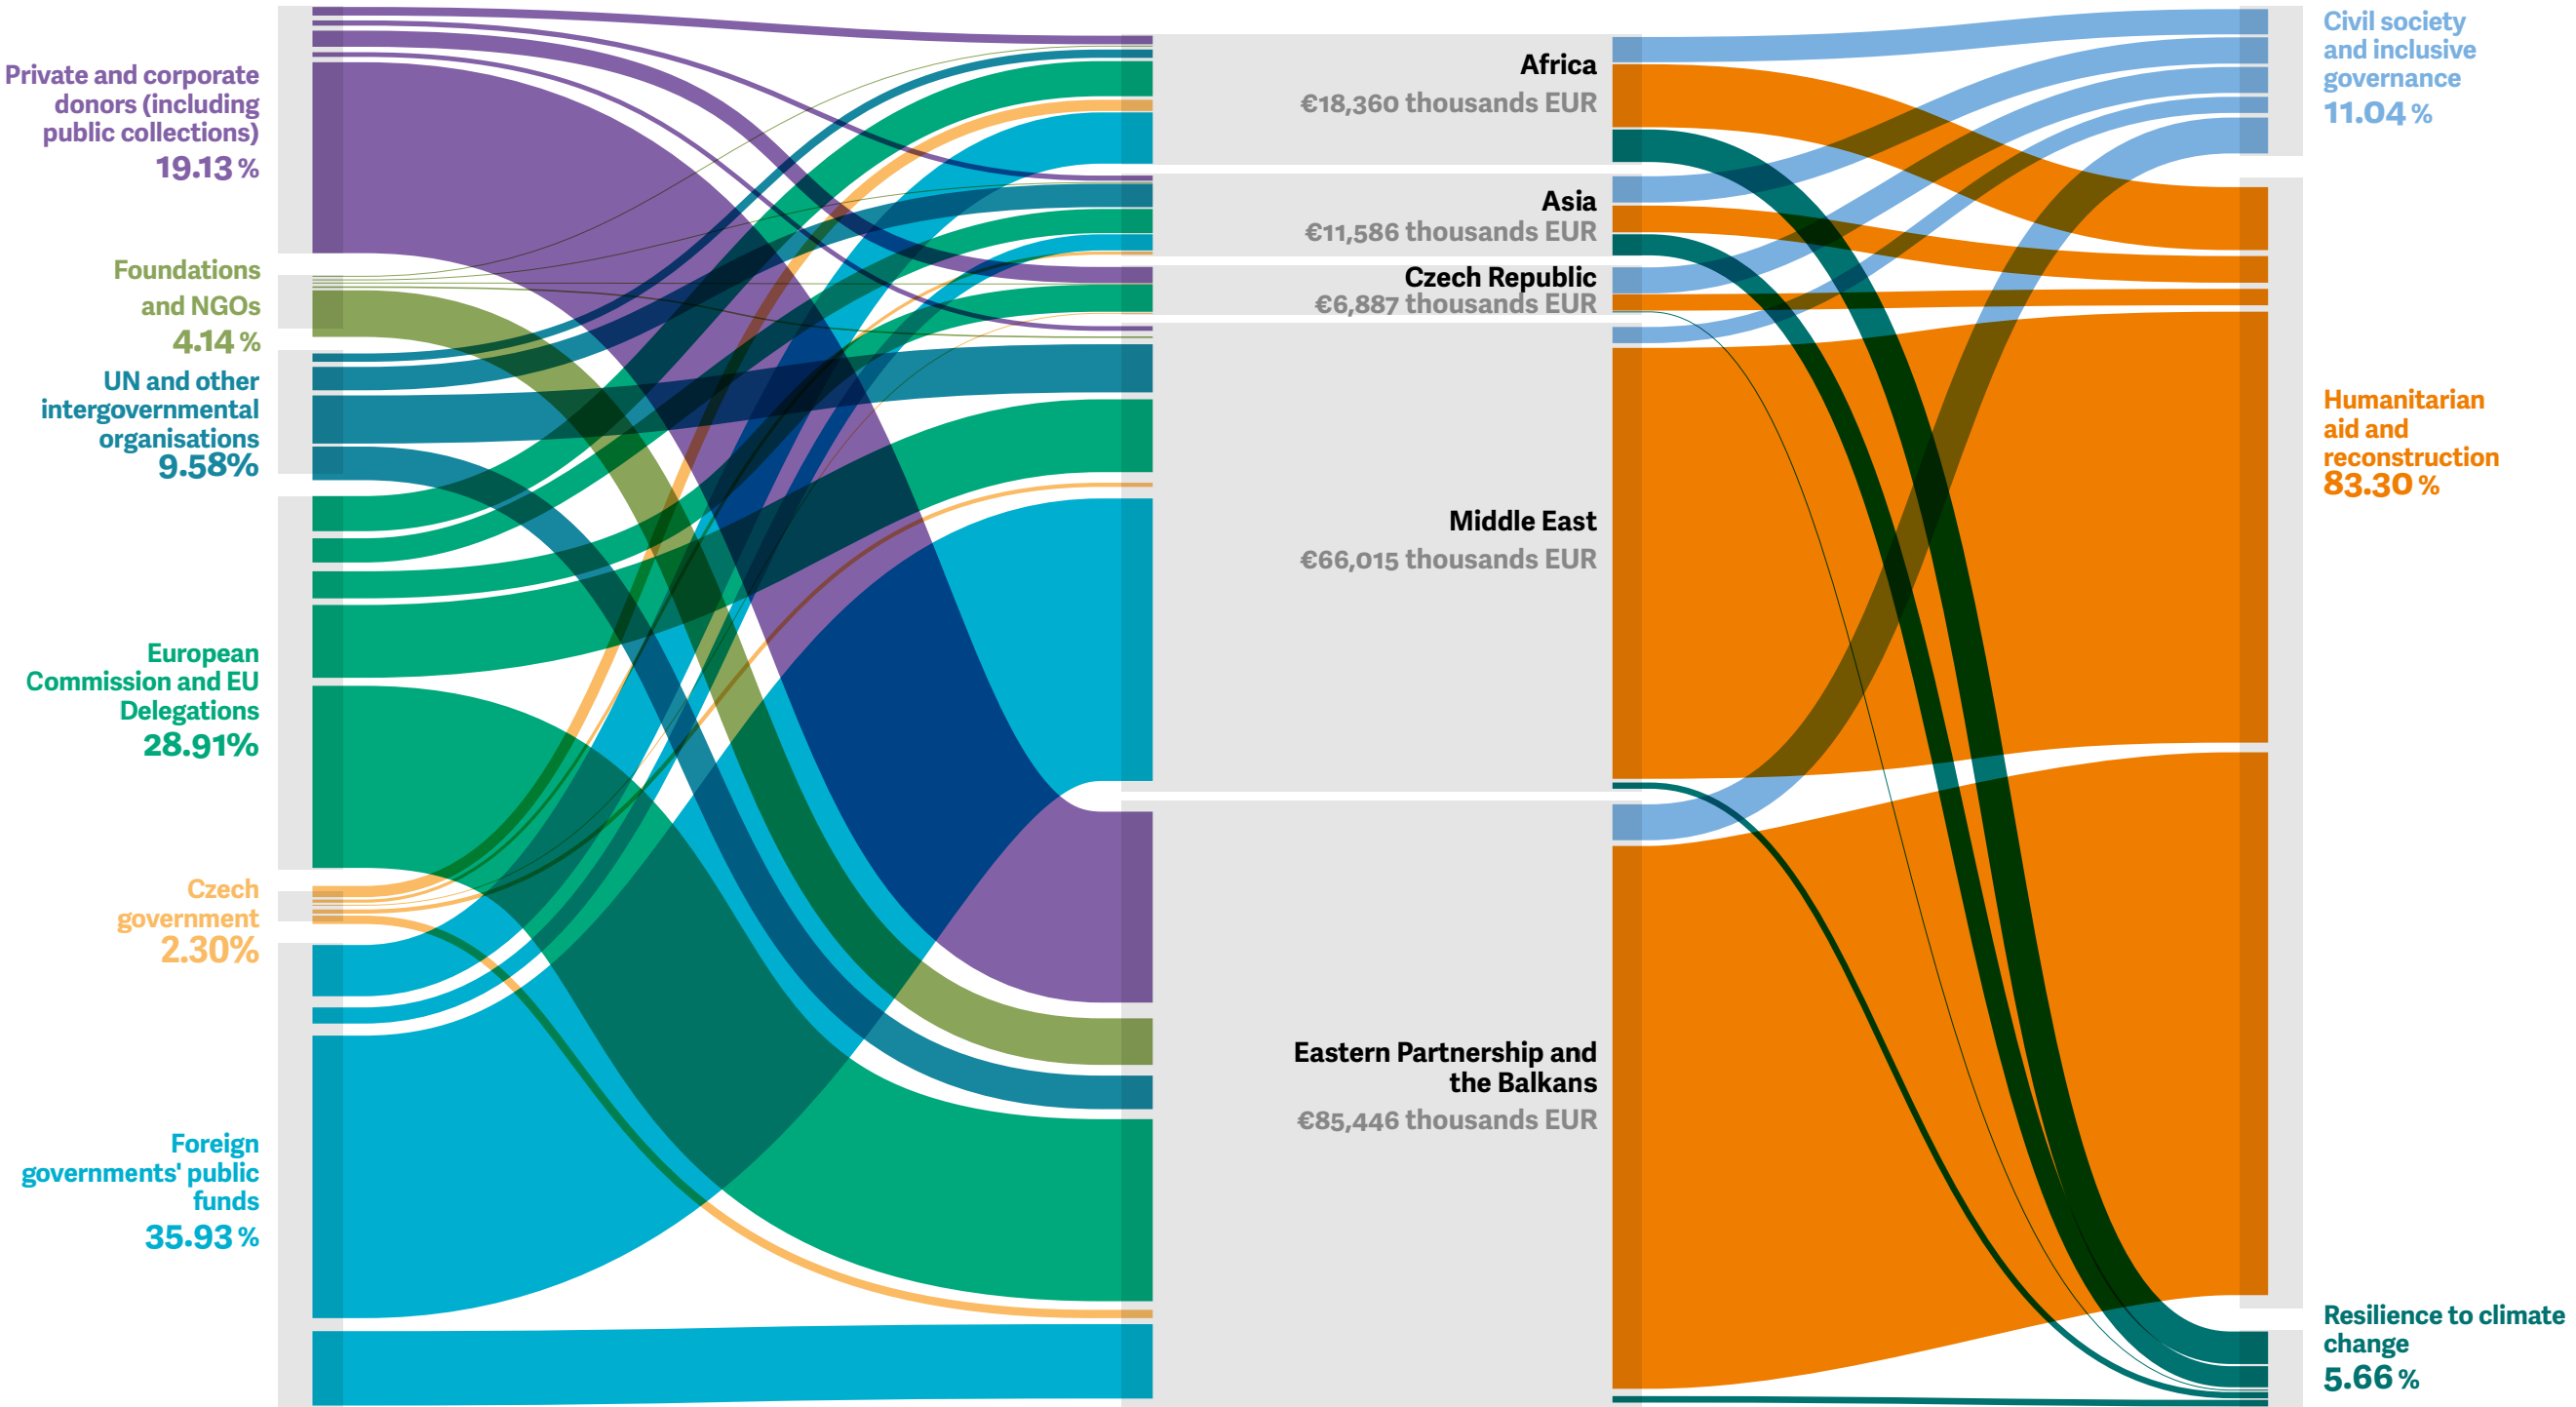 Private and corporate
donors (including
public collections)
19.13 %
Foundations
and NGOs
4.14 %
UN and other
intergovernmental
organisations
9.58%
European
Commission and EU
Delegations
28.91%
Czech
government
2.30%
Foreign
governments' public
funds
35.93 %
Africa
€18,360 thousands EUR
Asia
€11,586 thousands EUR
Czech Republic
€6,887 thousands EUR
Middle East
€66,015 thousands EUR
Eastern Partnership and
the Balkans
€85,446 thousands EUR
Civil society
and inclusive
governance
11.04 %
Humanitarian
aid and
reconstruction
83.30 %
Resilience to climate
change
5.66 %